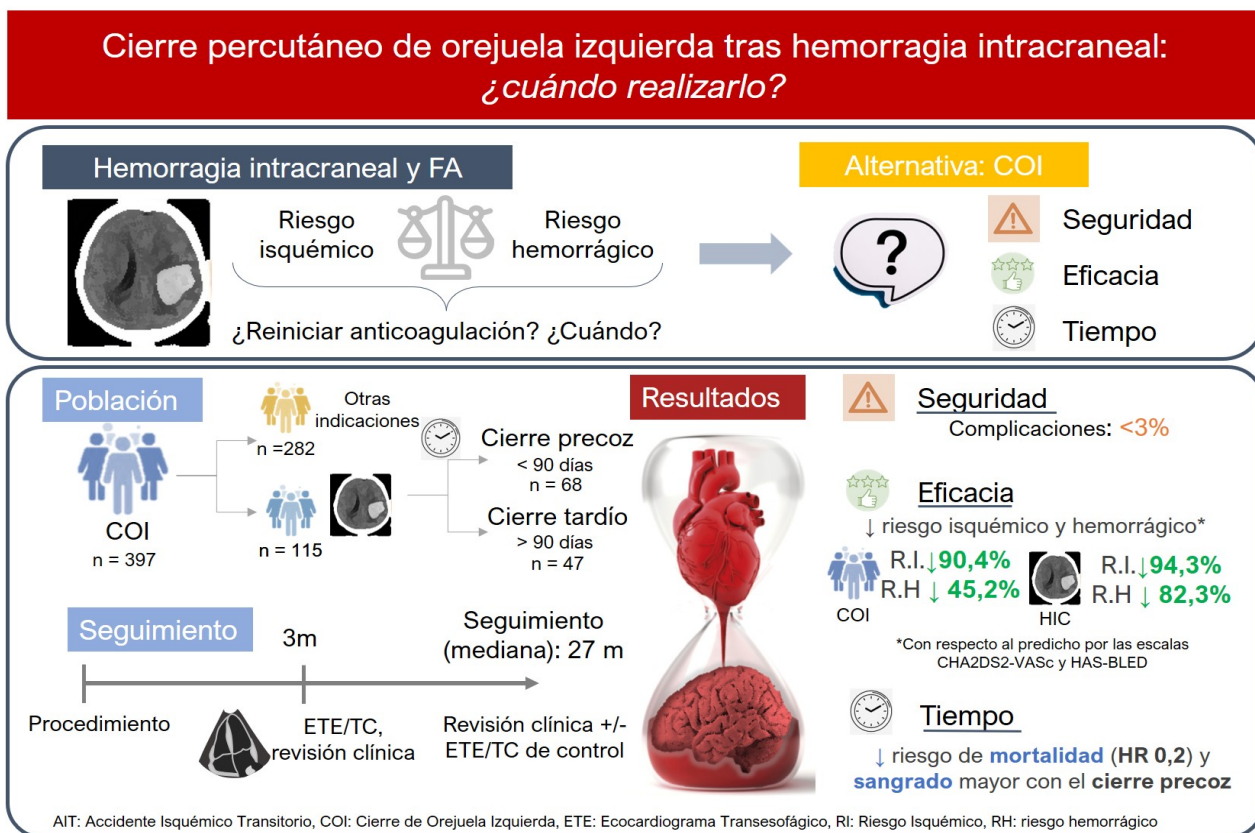 Cierre percutáneo de orejuela izquierda tras hemorragia intracraneal:
¿cuándo realizarlo?
Hemorragia intracraneal y FA
Riesgo
isquémico
Riesgo
hemorrágico
¿Reiniciar anticoagulación? ¿Cuándo?
Alternativa: COI
?
Seguridad
Eficacia
Tiempo
Población
COI
n = 397
Otras
indicaciones
n =282
n = 115
Cierre precoz
< 90 días
n = 68
Cierre tardío
> 90 días
n = 47
Seguimiento
3m
Seguimiento
(mediana): 27 m
Procedimiento
ETE/TC,
revisión clínica
Revisión clínica +/-
ETE/TC de control
Resultados
Seguridad
Complicaciones: <3%
Eficacia
↓ riesgo isquémico y hemorrágico*
R.I.↓90,4%
R.H ↓ 45,2%
COI
R.I.↓94,3%
R.H ↓ 82,3%
HIC
*Con respecto al predicho por las escalas
CHA2DS2-VASc y HAS-BLED
Tiempo
↓ riesgo de mortalidad (HR 0,2) y
sangrado mayor con el cierre precoz
AIT: Accidente Isquémico Transitorio, COI: Cierre de Orejuela Izquierda, ETE: Ecocardiograma Transesofágico, RI: Riesgo Isquémico, RH: riesgo hemorrágico